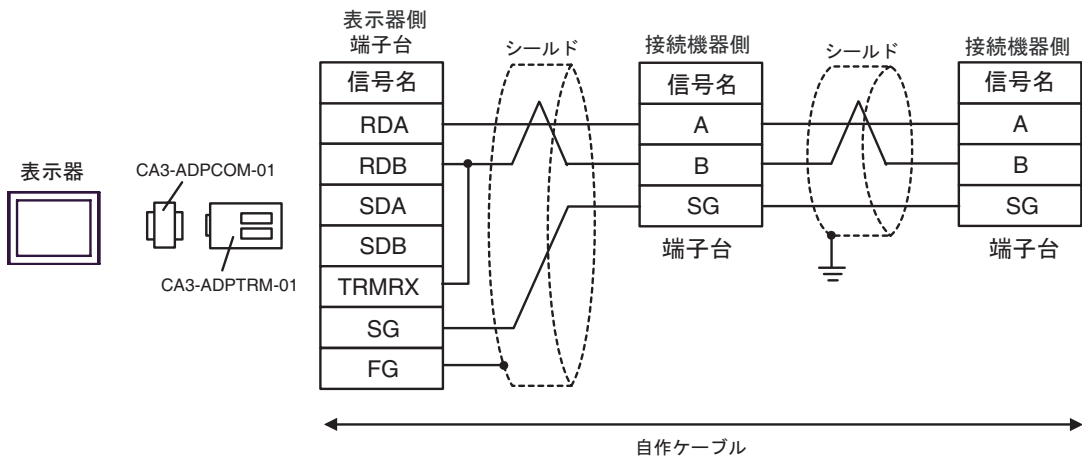 表示器側
端子台
信号名
RDA
RDB
SDA
SDB
TRMRX
SG
FG
シールド
接続機器側
信号名
A
B
SG
端子台
シールド
接続機器側
信号名
A
B
SG
端子台
表示器
CA3-ADPCOM-01
CA3-ADPTRM-01
自作ケーブル